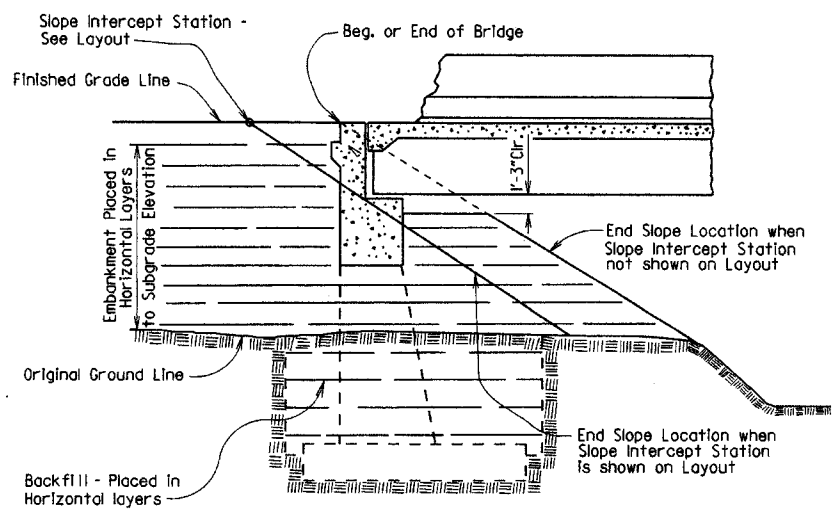 Slope Intercept Station -
See Layout
Beg. or End of Bridge
Finished Grade Line
Embankment Placed in
Horizontal Layers
to Subgrade Elevation
1'-3"Clr.
End Slope Location when
Slope Intercept Station
not shown on Layout
Original Ground Line
End Slope Location when
Slope Intercept Station
is shown on Layout
Backfill - Placed in
Horizontal layers